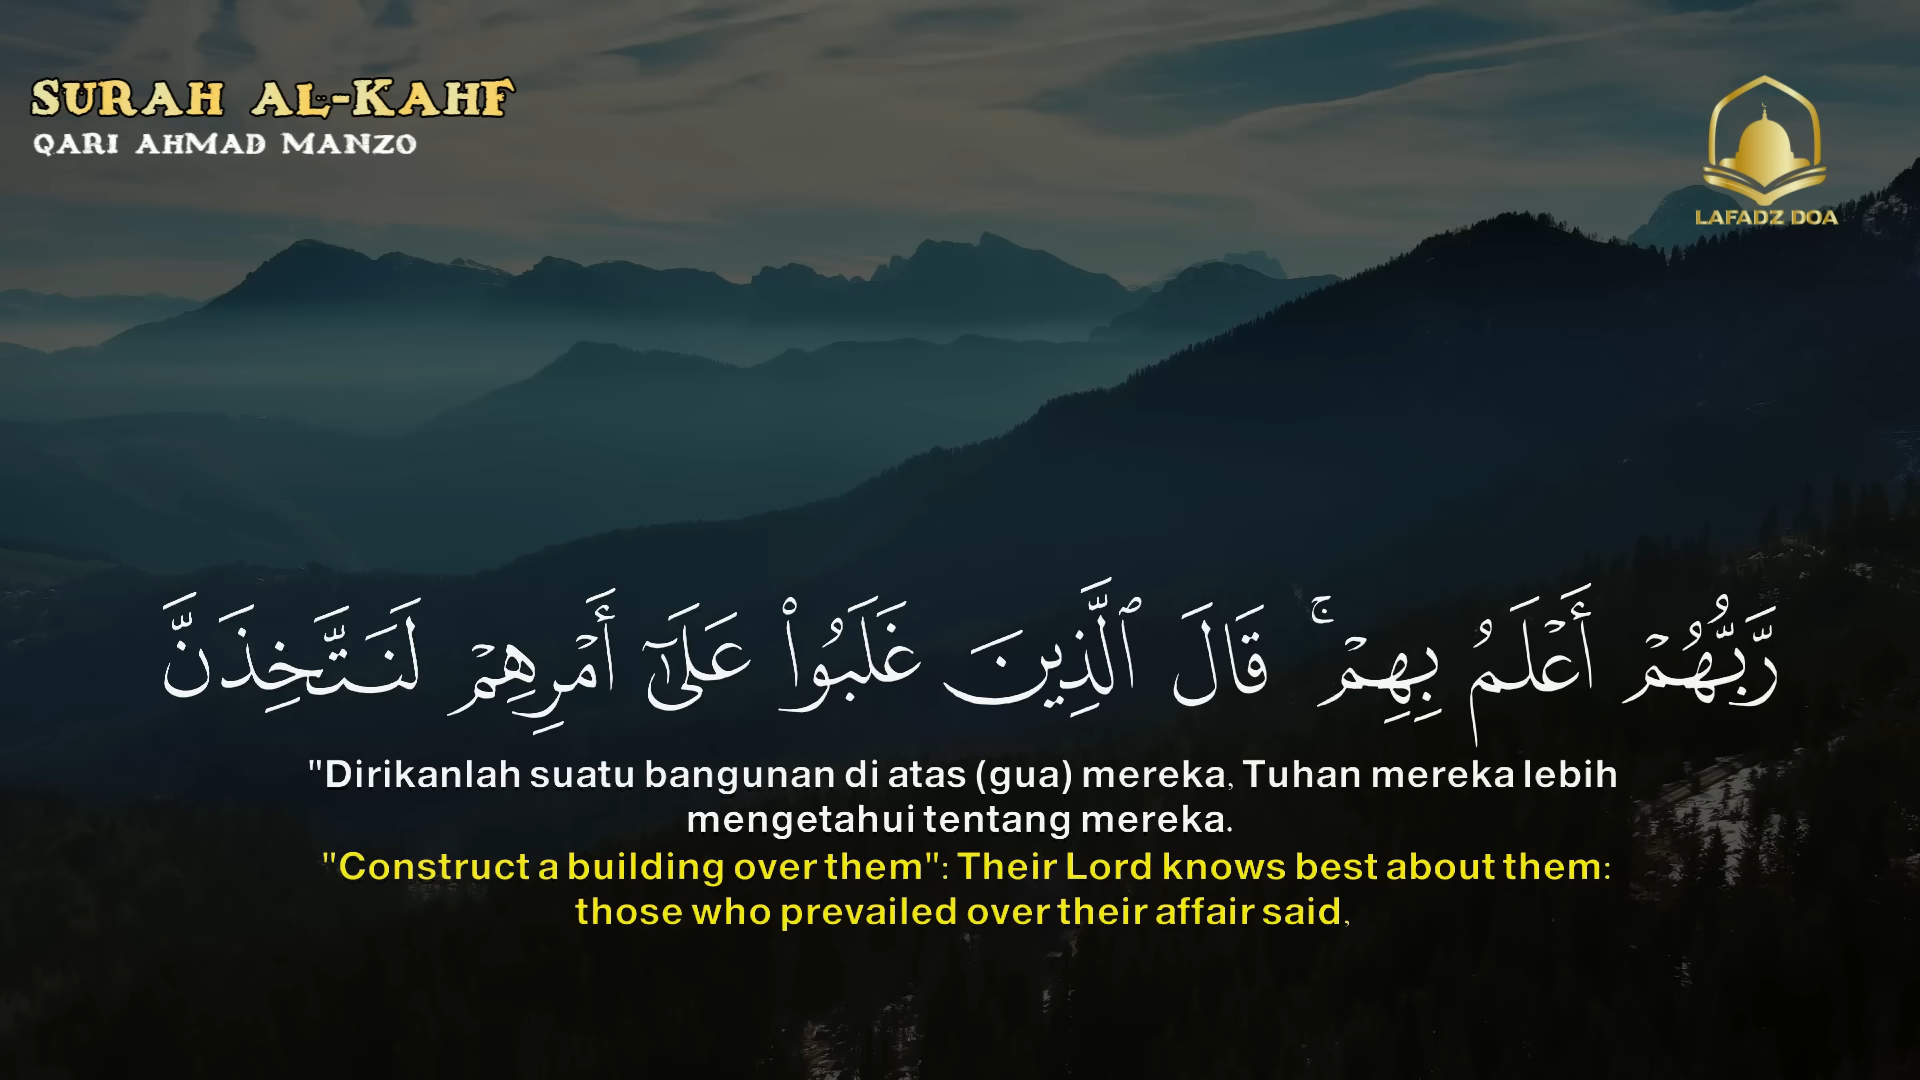 SURAH AL-KAHF
QARI AHMAD MANZO
LAFADZ DOA
رَّبُّهُمْ أَعْلَمُ بِهِمْ ۚ قَالَ ٱلَّذِينَ غَلَبُوا۟ عَلَىٰٓ أَمْرِهِمْ لَنَتَّخِذَنَّ
"Dirikanlah suatu bangunan di atas (gua) mereka, Tuhan mereka lebih
mengetahui tentang mereka.
"Construct a building over them": Their Lord knows best about them:
those who prevailed over their affair said,